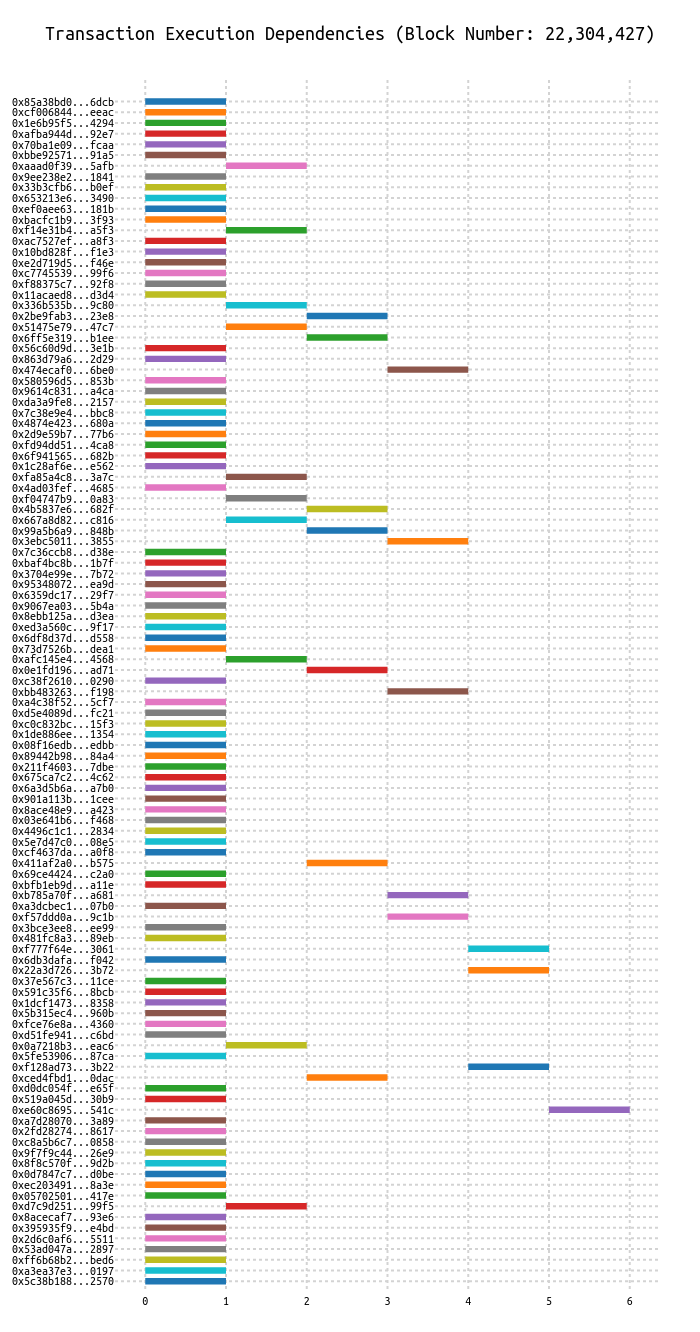 Transaction Execution Dependencies (Block Number: 22,304,427)
0x85a38bd0...6dcb
0xcf006844...eeac
0x1e6b95f5...4294
0xafba944d...92e7
0x70ba1e09...fcaa
0xbbe92571...91a5
0xaaad0f39...5afb
0x9ee238e2...1841
0x33b3cfb6...b0ef
0x653213e6...3490
0xef0aee63...181b
0xbacfc1b9...3f93
0xf14e31b4...a5f3
0xac7527ef...a8f3
0x10bd828f...f1e3
0xe2d719d5...f46e
0xc7745539...99f6
0xf88375c7...92f8
0x11acaed8...d3d4
0x336b535b...9c80
0x2be9fab3...23e8
0x51475e79...47c7
0x6ff5e319...b1ee
0x56c60d9d...3e1b
0x863d79a6...2d29
0x474ecaf0...6be0
0x580596d5...853b
0x9614c831...a4ca
0xda3a9fe8...2157
0x7c38e9e4...bbc8
0x4874e423...680a
0x2d9e59b7...77b6
0xfd94dd51...4ca8
0x6f941565...682b
0x1c28af6e...e562
0xfa85a4c8...3a7c
0x4ad03fef...4685
0xf04747b9...0a83
0x4b5837e6...682f
0x667a8d82...c816
0x99a5b6a9...848b
0x3ebc5011...3855
0x7c36ccb8...d38e
0xbaf4bc8b...1b7f
0x3704e99e...7b72
0x95348072...ea9d
0x6359dc17...29f7
0x9067ea03...5b4a
0x8ebb125a...d3ea
0xed3a560c...9f17
0x6df8d37d...d558
0x73d7526b...dea1
0xafc145e4...4568
0x0e1fd196...ad71
0xc38f2610...0290
0xbb483263...f198
0xa4c38f52...5cf7
0xd5e4089d...fc21
0xc0c832bc...15f3
0x1de886ee...1354
0x08f16edb...edbb
0x89442b98...84a4
0x211f4603...7dbe
0x675ca7c2...4c62
0x6a3d5b6a...a7b0
0x901a113b...1cee
0x8ace48e9...a423
0x03e641b6...f468
0x4496c1c1...2834
0x5e7d47c0...08e5
0xcf4637da...a0f8
0x411af2a0...b575
0x69ce4424...c2a0
0xbfb1eb9d...a11e
0xb785a70f...a681
0xa3dcbec1...07b0
0xf57ddd0a...9c1b
0x3bce3ee8...ee99
0x481fc8a3...89eb
0xf777f64e...3061
0x6db3dafa...f042
0x22a3d726...3b72
0x37e567c3...11ce
0x591c35f6...8bcb
0x1dcf1473...8358
0x5b315ec4...960b
0xfce76e8a...4360
0xd51fe941...c6bd
0x0a7218b3...eac6
0x5fe53906...87ca
0xf128ad73...3b22
0xced4fbd1...0dac
0xd0dc054f...e65f
0x519a045d...30b9
0xe60c8695...541c
0xa7d28070...3a89
0x2fd28274...8617
0xc8a5b6c7...0858
0x9f7f9c44...26e9
0x8f8c570f...9d2b
0x0d7847c7...d0be
0xec203491...8a3e
0x05702501...417e
0xd7c9d251...99f5
0x8acecaf7...93e6
0x395935f9...e4bd
0x2d6c0af6...5511
0x53ad047a...2897
0xff6b68b2...bed6
0xa3ea37e3...0197
0x5c38b188...2570
0 1 2 3 4 5 6